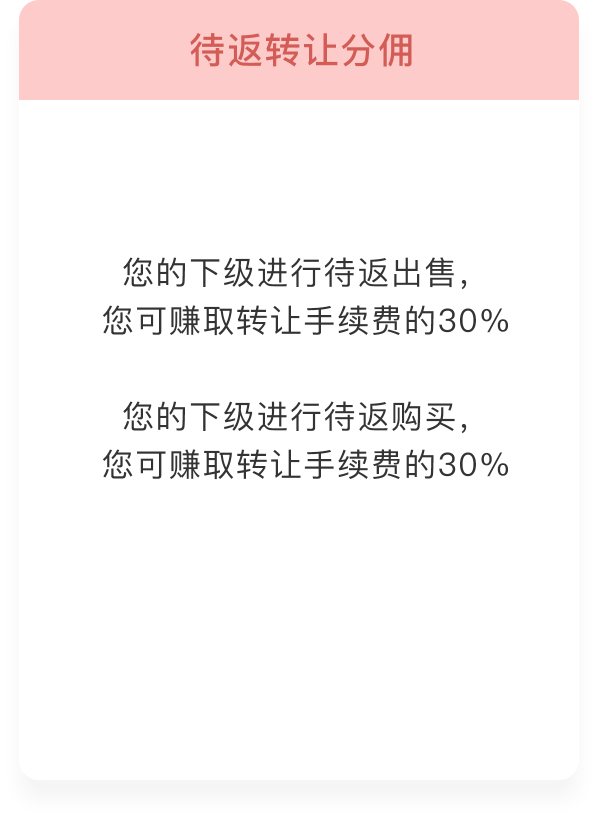 待返转让分佣
您的下级进行待返出售，
您可赚取转让手续费的30%
您的下级进行待返购买，
您可赚取转让手续费的30%